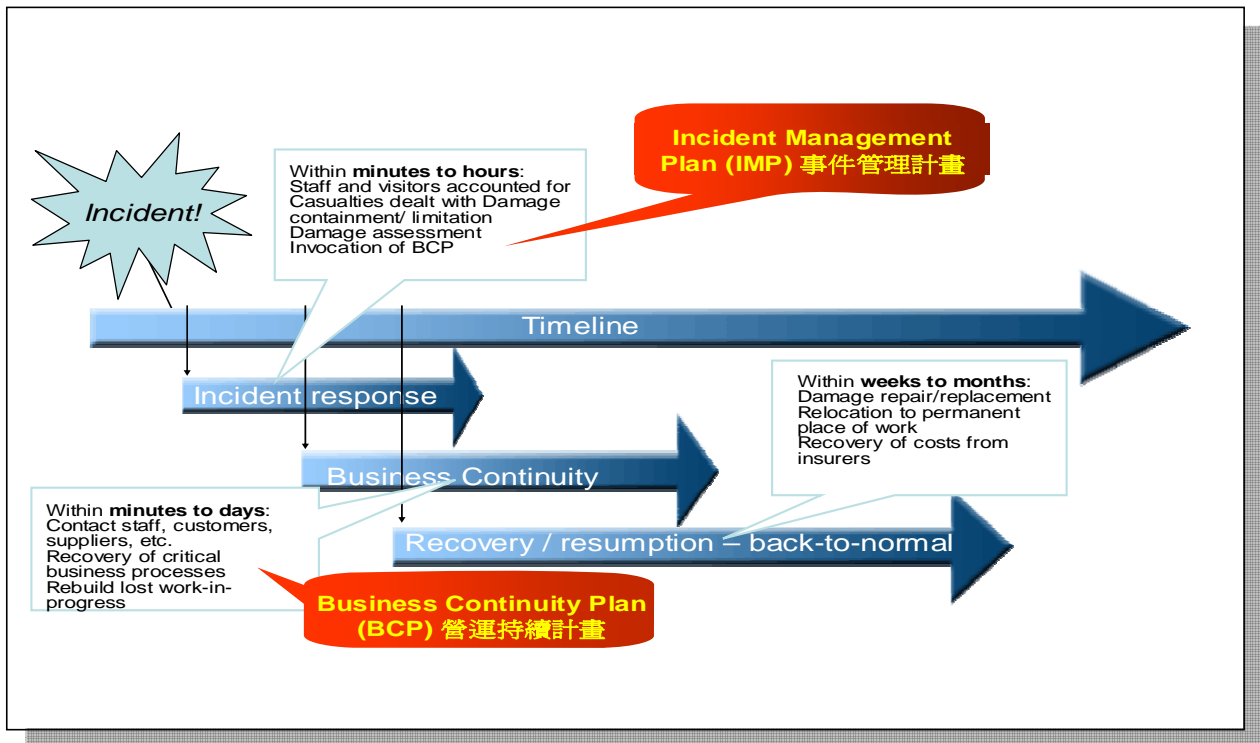 Incident!
Within minutes to hours:
Staff and visitors accounted for
Casualties dealt with Damage
containment/ limitation
Damage assessment
Invocation of BCP
Incident Management
Plan (IMP) 事件管理計畫
Timeline
Incident response
Within weeks to months:
Damage repair/replacement
Relocation to permanent
place of work
Recovery of costs from
insurers
Business Continuity
Within minutes to days:
Contact staff, customers,
suppliers, etc.
Recovery of critical
business processes
Rebuild lost work-in-
progress
Recovery / resumption – back-to-normal
Business Continuity Plan
(BCP) 營運持續計畫